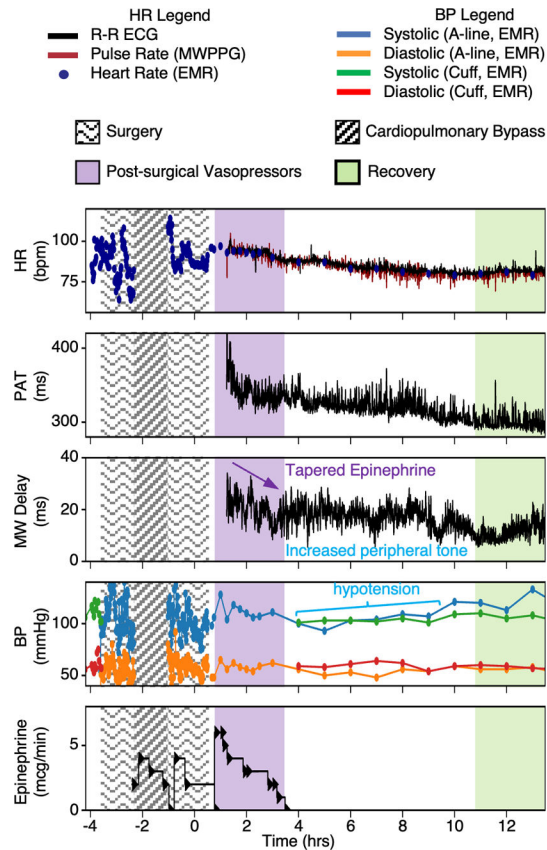 HR Legend
R-R ECG
Pulse Rate (MWPPG)
Heart Rate (EMR)
BP Legend
Systolic (A-line, EMR)
Diastolic (A-line, EMR)
Systolic (Cuff, EMR)
Diastolic (Cuff, EMR)
Surgery
Cardiopulmonary Bypass
Post-surgical Vasopressors
Recovery
HR
(bpm)
100
75
PAT
(ms)
400
300
MW Delay
(ms)
40
20
0
Tapered Epinephrine
Increased peripheral tone
BP
(mmHg)
100
50
hypotension
Epinephrine
(mcg/min)
5
0
-4 -2 0 2 4 6 8 10 12
Time (hrs)